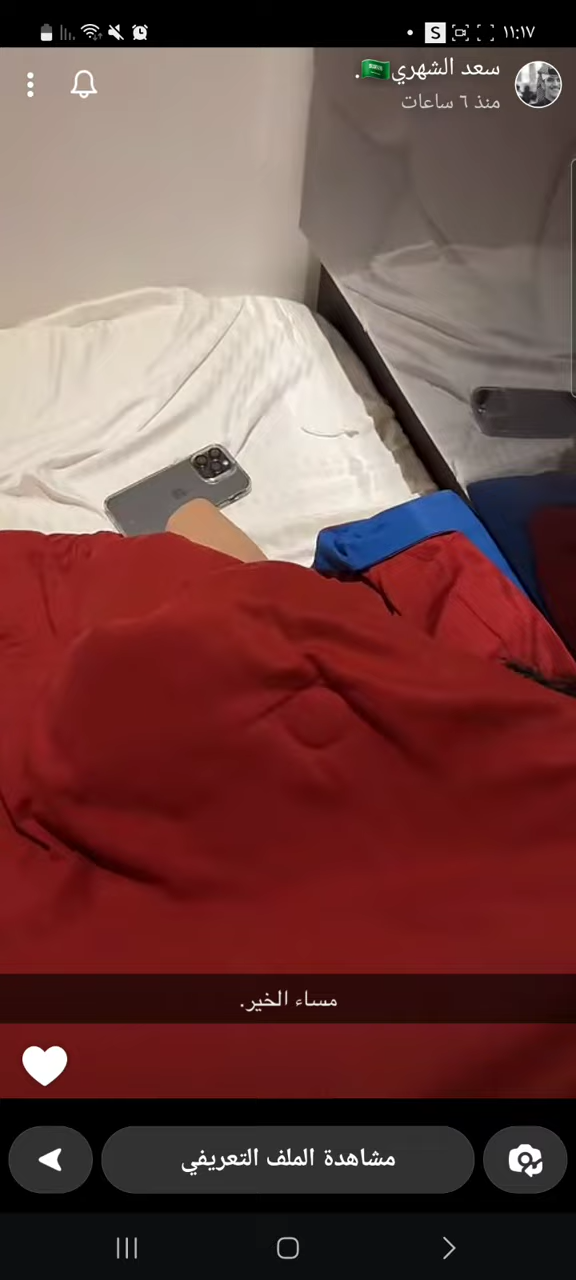 S ١١:١٧
سعد الشهري🇸🇦.
منذ ٦ ساعات
مساء الخير.
مشاهدة الملف التعريفي